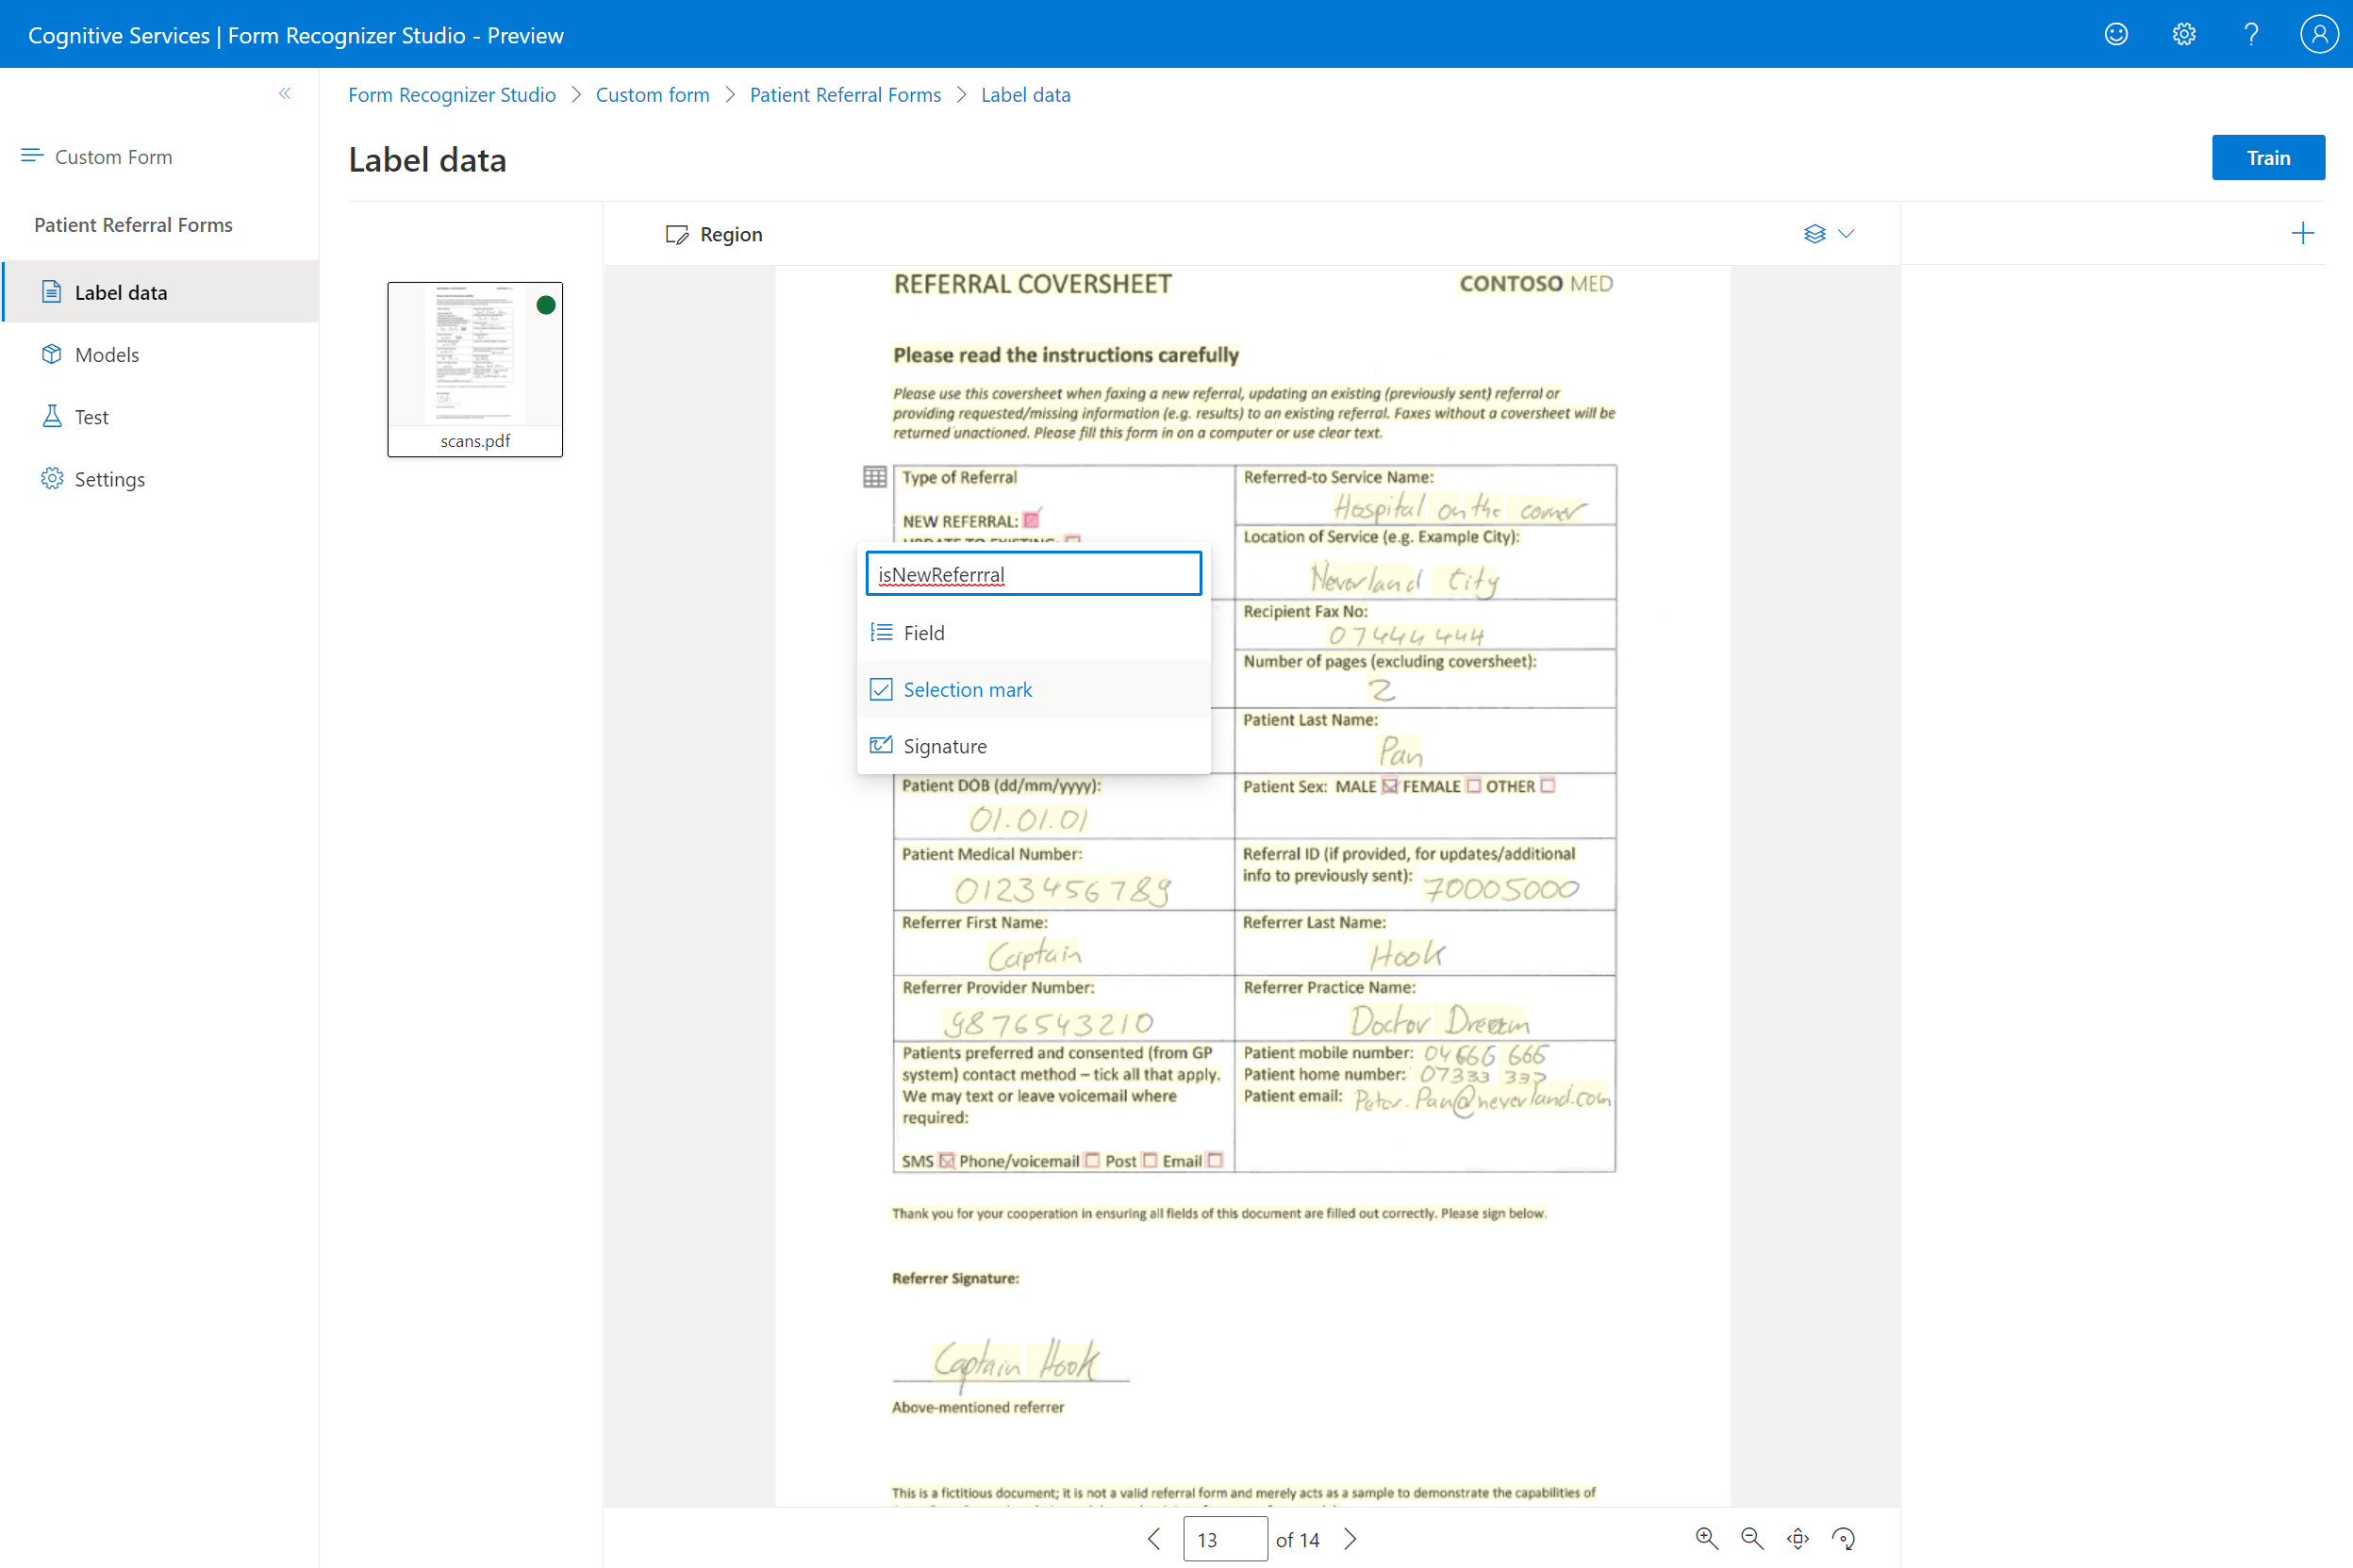 Cognitive Services | Form Recognizer Studio - Preview
Form Recognizer Studio > Custom form > Patient Referral Forms > Label data
Custom Form
Label data
Train
Patient Referral Forms
Label data
Models
Test
Settings
scans.pdf
Region
REFERRAL COVERSHEET CONTOSO MED
Please read the instructions carefully
Please use this coversheet when faxing a new referral, updating an existing (previously sent) referral or
providing requested/missing information (e.g. results) to an existing referral. Faxes without a coversheet will be
returned unactioned. Please fill this form in on a computer or use clear text.
Type of Referral
NEW REFERRAL:
UPDATE TO EXISTING:
isNewReferrral
Field
Selection mark
Signature
Referred-to Service Name:
Hospital on the corner
Location of Service (e.g. Example City):
Neverland City
Recipient Fax No:
07444 444
Number of pages (excluding coversheet):
2
Patient Last Name:
Pan
Patient DOB (dd/mm/yyyy):
01.01.01
Patient Sex: MALE FEMALE OTHER
Patient Medical Number:
0123456789
Referral ID (if provided, for updates/additional
info to previously sent): 70005000
Referrer First Name:
Captain
Referrer Last Name:
Hook
Referrer Provider Number:
9876543210
Referrer Practice Name:
Doctor Dream
Patients preferred and consented (from GP
system) contact method – tick all that apply.
We may text or leave voicemail where
required:
SMS Phone/voicemail Post Email
Patient mobile number: 04666 666
Patient home number: 07333 333
Patient email: Peter.Pan@neverland.com
Thank you for your cooperation in ensuring all fields of this document are filled out correctly. Please sign below.
Referrer Signature:
Captain Hook
Above-mentioned referrer
This is a fictitious document; it is not a valid referral form and merely acts as a sample to demonstrate the capabilities of
13 of 14